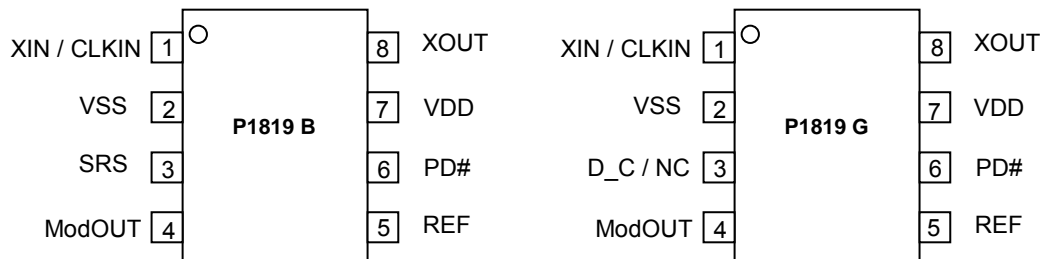 XIN / CLKIN 1 8 XOUT
VSS 2 7 VDD
P1819 B
SRS 3 6 PD#
ModOUT 4 5 REF
XIN / CLKIN 1 8 XOUT
VSS 2 7 VDD
P1819 G
D_C / NC 3 6 PD#
ModOUT 4 5 REF